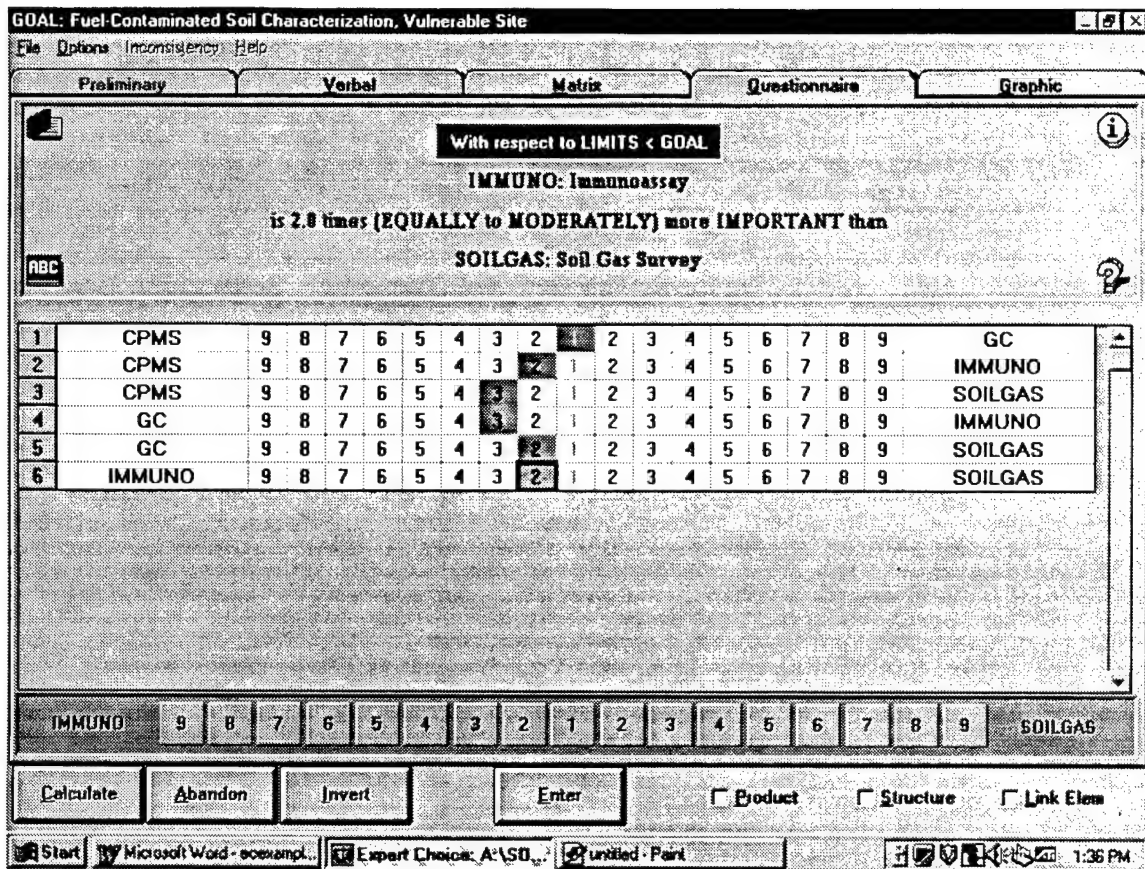 GOAL: Fuel-Contaminated Soil Characterization, Vulnerable Site
File Options Inconsistency Help
Preliminary Verbal Matrix Questionnaire Graphic
With respect to LIMITS < GOAL
IMMUNO: Immunoassay
is 2.0 times (EQUALLY to MODERATELY) more IMPORTANT than
SOILGAS: Soil Gas Survey
ABC
1 CPMS 9 8 7 6 5 4 3 2 1 2 3 4 5 6 7 8 9 GC
2 CPMS 9 8 7 6 5 4 3 2 1 2 3 4 5 6 7 8 9 IMMUNO
3 CPMS 9 8 7 6 5 4 3 2 1 2 3 4 5 6 7 8 9 SOILGAS
4 GC 9 8 7 6 5 4 3 2 1 2 3 4 5 6 7 8 9 IMMUNO
5 GC 9 8 7 6 5 4 3 2 1 2 3 4 5 6 7 8 9 SOILGAS
6 IMMUNO 9 8 7 6 5 4 3 2 1 2 3 4 5 6 7 8 9 SOILGAS
IMMUNO 9 8 7 6 5 4 3 2 1 2 3 4 5 6 7 8 9 SOILGAS
Calculate Abandon Invert Enter Product Structure Link Elem
Start Microsoft Word - ecexampl... Expert Choice: A:\SO... untitled - Paint 1:36 PM